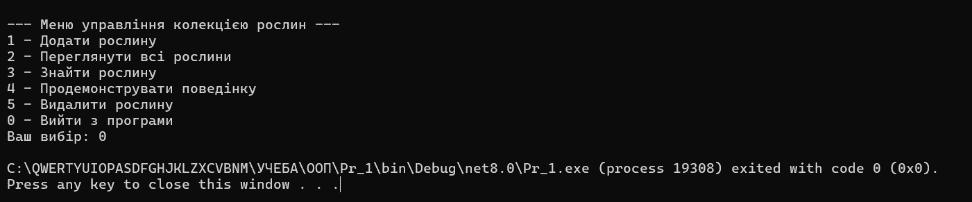 --- Меню управління колекцією рослин ---
1 - Додати рослину
2 - Переглянути всі рослини
3 - Знайти рослину
4 - Продемонструвати поведінку
5 - Видалити рослину
0 - Вийти з програми
Ваш вибір: 0
C:\QWERTYUIOPASDFGHJKLZXCVBNM\УЧЕБА\ООП\Pr_1\bin\Debug\net8.0\Pr_1.exe (process 19308) exited with code 0 (0x0).
Press any key to close this window . . .